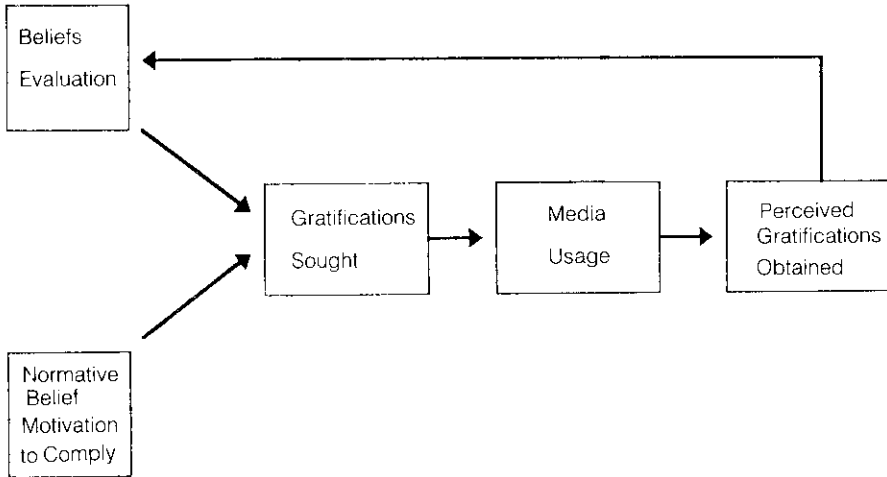 Beliefs
Evaluation
Gratifications
Sought
Media
Usage
Perceived
Gratifications
Obtained
Normative
Belief
Motivation
to Comply